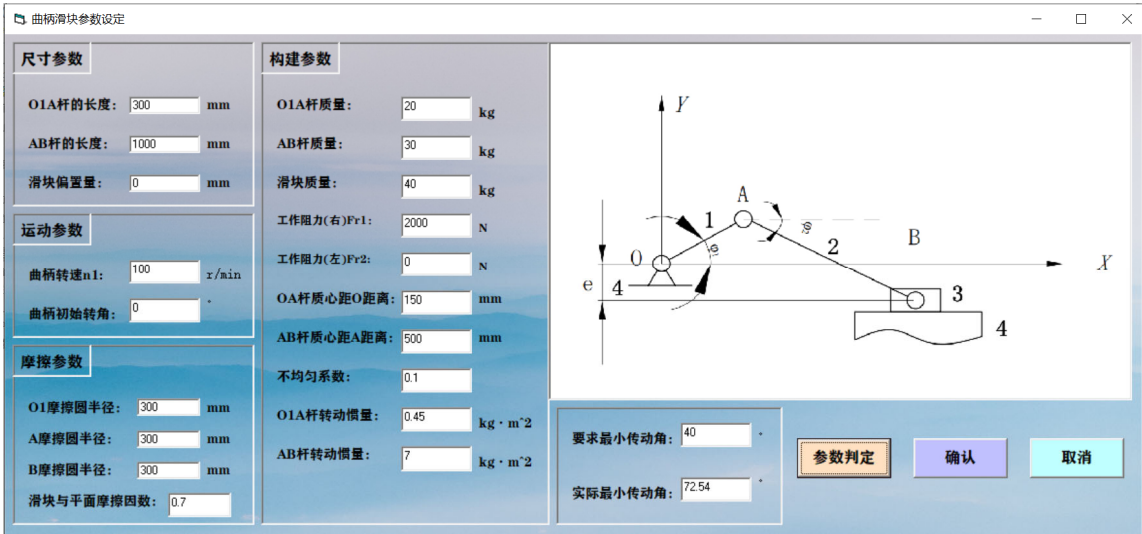 曲柄滑块参数设定
尺寸参数
O1A杆的长度: 300 mm
AB杆的长度: 1000 mm
滑块偏置量: 0 mm
运动参数
曲柄转速n1: 100 r/min
曲柄初始转角: 0 °
摩擦参数
O1摩擦圆半径: 300 mm
A摩擦圆半径: 300 mm
B摩擦圆半径: 300 mm
滑块与平面摩擦因数: 0.7
构建参数
O1A杆质量: 20 kg
AB杆质量: 30 kg
滑块质量: 40 kg
工作阻力(右)Fr1: 2000 N
工作阻力(左)Fr2: 0 N
OA杆质心距O距离: 150 mm
AB杆质心距A距离: 500 mm
不均匀系数: 0.1
O1A杆转动惯量: 0.45 kg·m^2
AB杆转动惯量: 7 kg·m^2
Y
A
1
φ1
φ2
2
B
O
X
e
4
3
4
要求最小传动角: 40 °
实际最小传动角: 72.54 °
参数判定
确认
取消